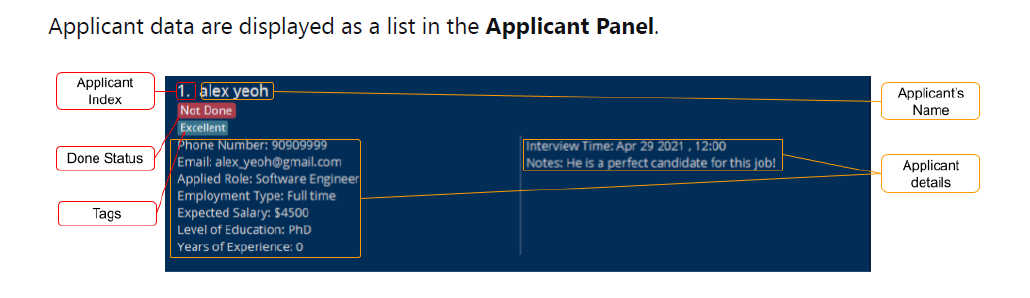 Applicant data are displayed as a list in the Applicant Panel.
Applicant
Index
1. alex yeoh
Applicant's
Name
Not Done
Excellent
Done Status
Tags
Phone Number: 90909999
Email: alex_yeoh@gmail.com
Applied Role: Software Engineer
Employment Type: Full time
Expected Salary: $4500
Level of Education: PhD
Years of Experience: 0
Interview Time: Apr 29 2021 , 12:00
Notes: He is a perfect candidate for this job!
Applicant
details